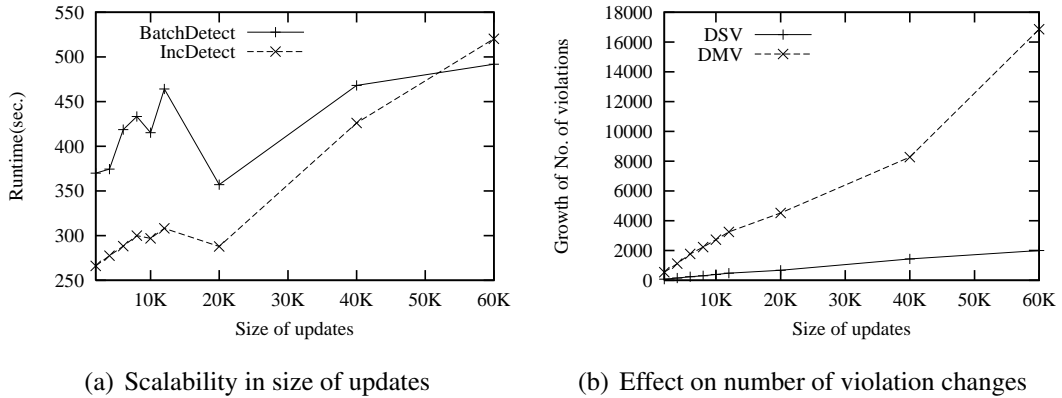 550
500
450
400
350
300
250
Runtime(sec.)
BatchDetect
IncDetect
10K 20K 30K 40K 50K 60K
Size of updates
(a) Scalability in size of updates
18000
16000
14000
12000
10000
8000
6000
4000
2000
0
Growth of No. of violations
DSV
DMV
10K 20K 30K 40K 50K 60K
Size of updates
(b) Effect on number of violation changes